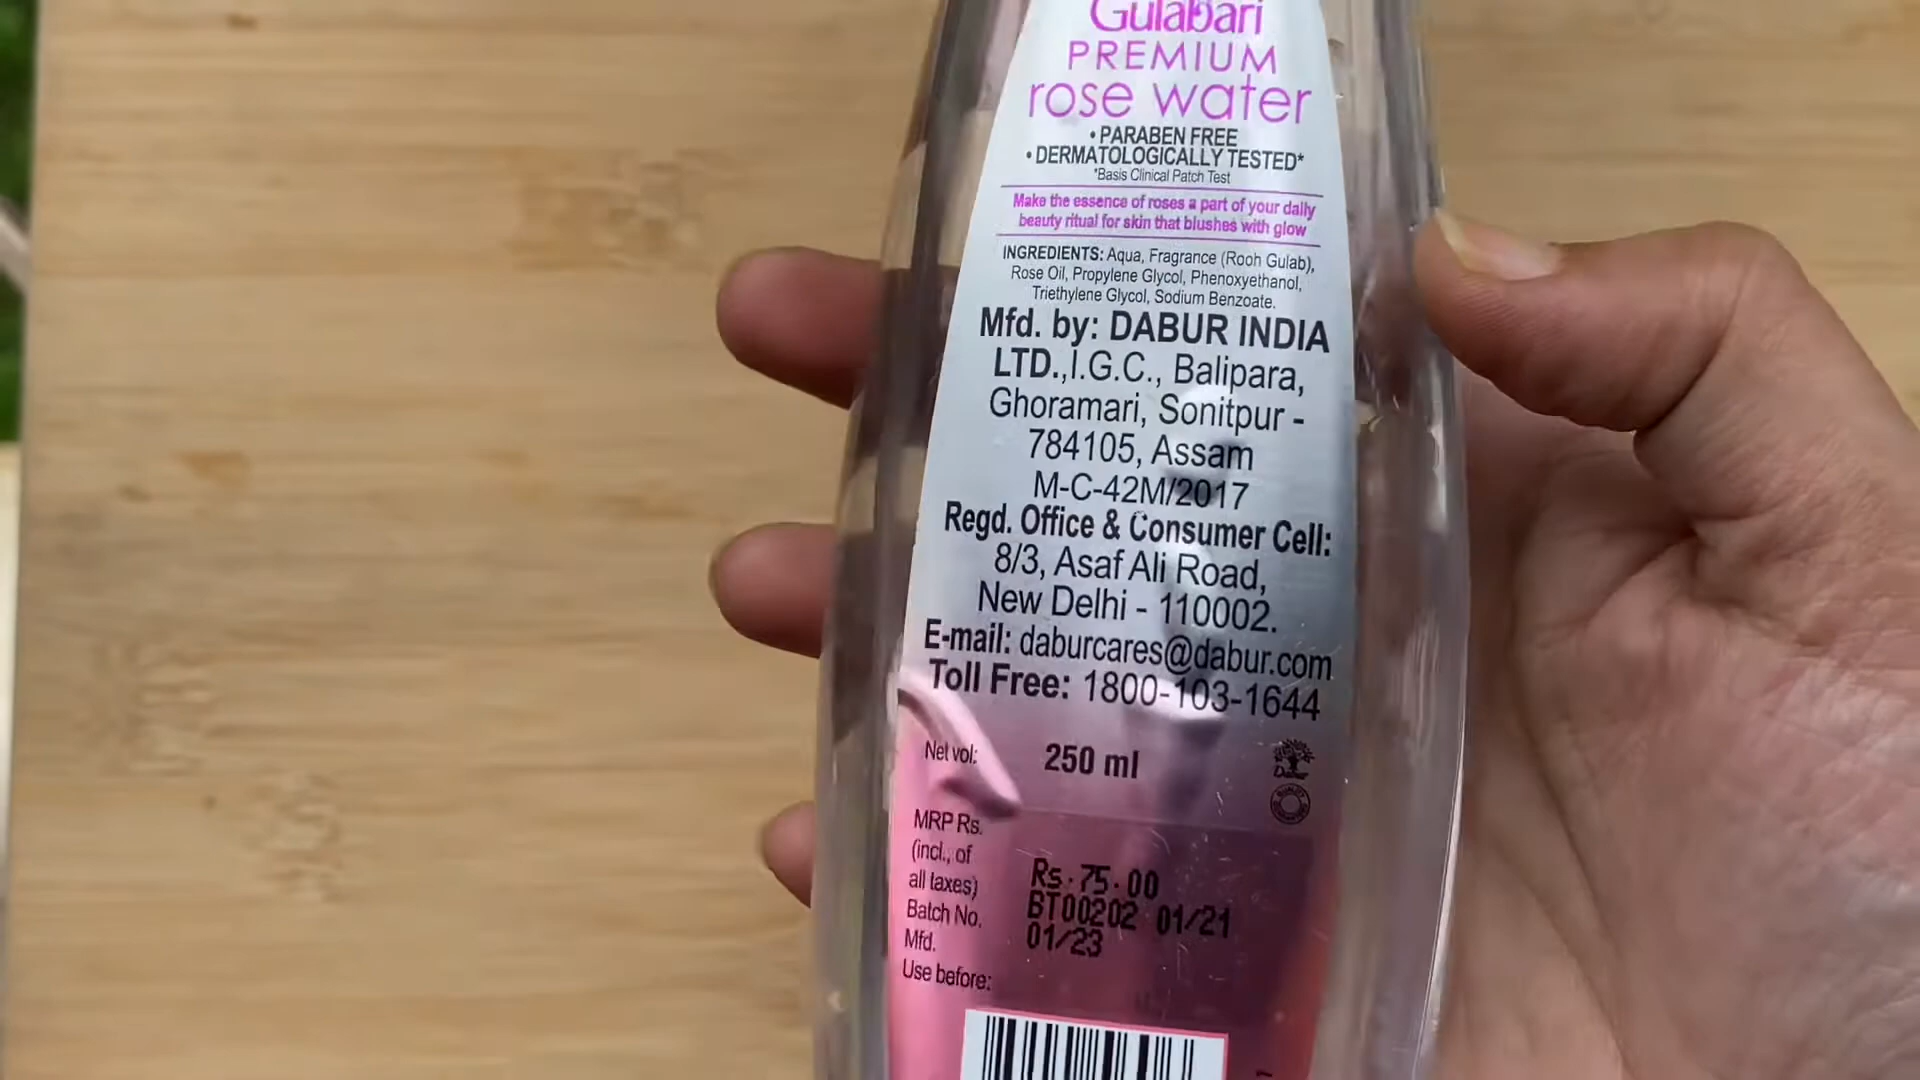 Gulabari
PREMIUM
rose water
• PARABEN FREE
• DERMATOLOGICALLY TESTED*
*Basis Clinical Patch Test
Make the essence of roses a part of your daily
beauty ritual for skin that blushes with glow
INGREDIENTS: Aqua, Fragrance (Rooh Gulab),
Rose Oil, Propylene Glycol, Phenoxyethanol,
Triethylene Glycol, Sodium Benzoate.
Mfd. by: DABUR INDIA
LTD.,I.G.C., Balipara,
Ghoramari, Sonitpur -
784105, Assam
M-C-42M/2017
Regd. Office & Consumer Cell:
8/3, Asaf Ali Road,
New Delhi - 110002.
E-mail: daburcares@dabur.com
Toll Free: 1800-103-1644
Net vol: 250 ml
Dabur
MRP Rs.
(incl., of
all taxes)
Batch No.
Mfd.
Use before:
Rs.75.00
BT00202 01/21
01/23